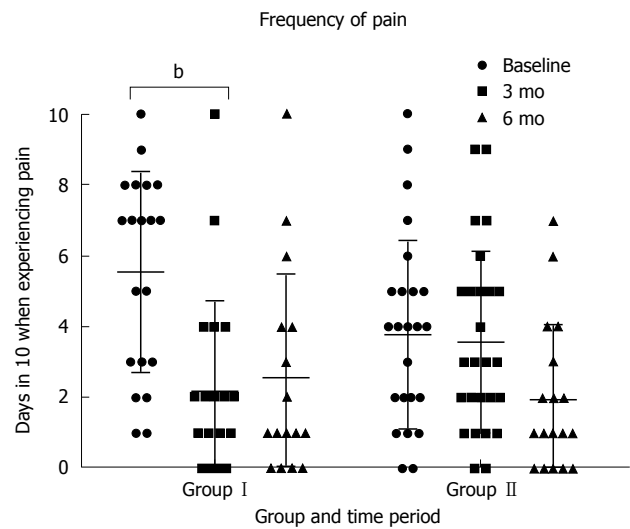 Frequency of pain
b
Baseline
3 mo
6 mo
10
8
6
4
2
0
Days in 10 when experiencing pain
Group Ⅰ
Group Ⅱ
Group and time period